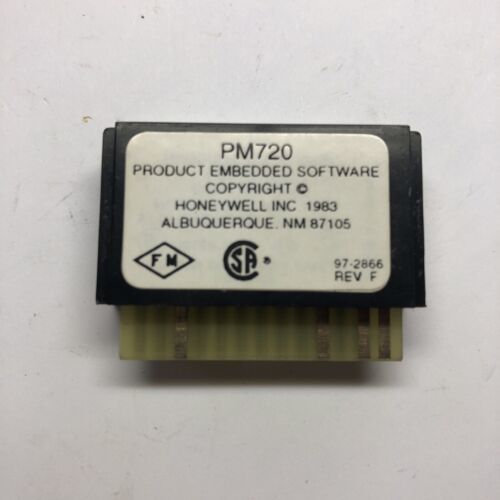 PM720
PRODUCT EMBEDDED SOFTWARE
COPYRIGHT ©
HONEYWELL INC 1983
ALBUQUERQUE, NM 87105
FM
SA ®
97-2866
REV F